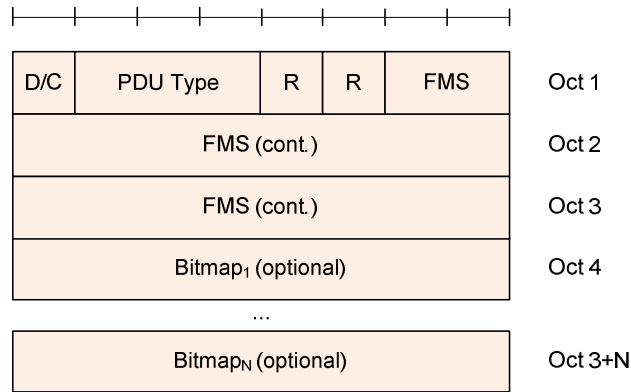 D/C PDU Type R R FMS Oct 1
FMS (cont.) Oct 2
FMS (cont.) Oct 3
Bitmap₁ (optional) Oct 4
...
Bitmap_N (optional) Oct 3+N